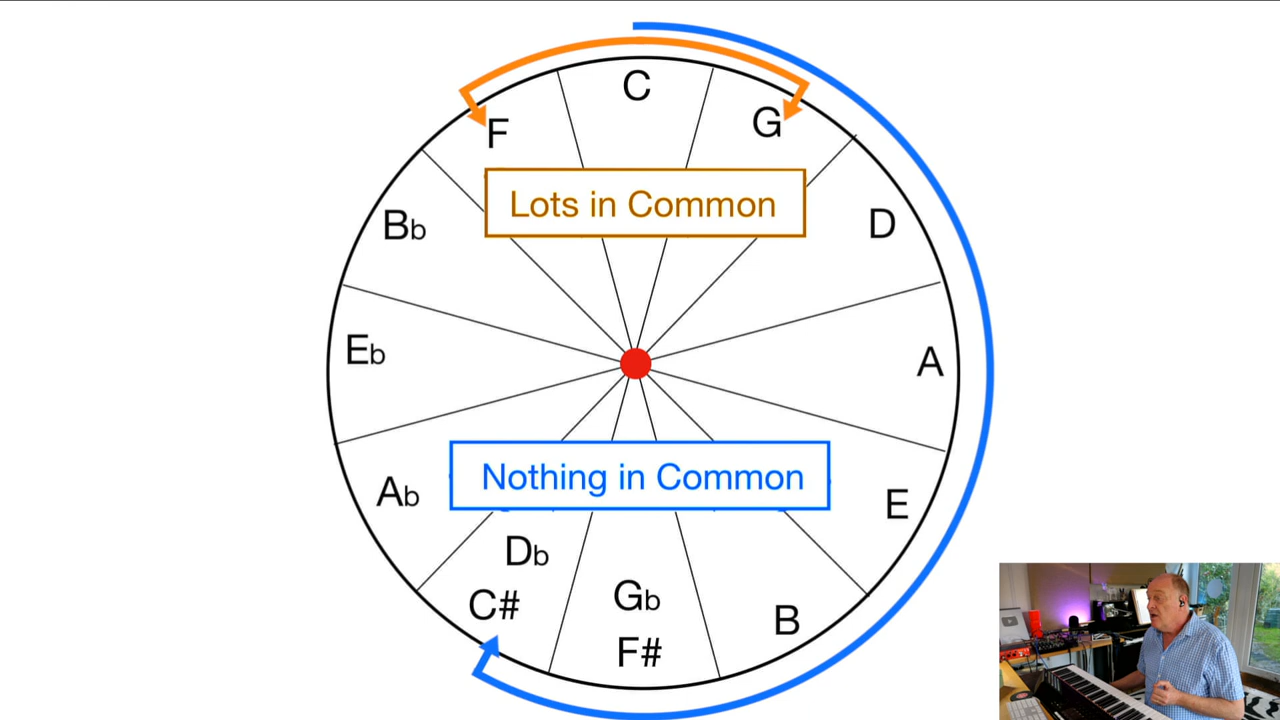 C
F
G
Lots in Common
Bb
D
Eb
A
Nothing in Common
Ab
E
Db
C#
Gb
F#
B